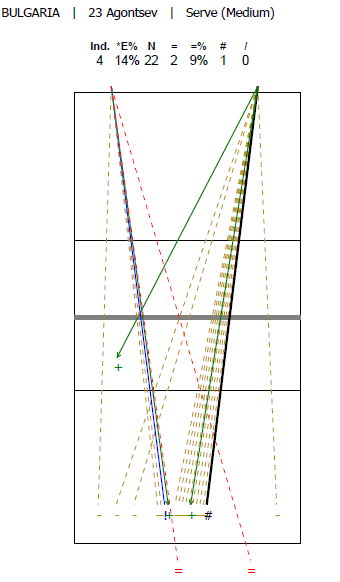 BULGARIA | 23 Agontsev | Serve (Medium)
Ind. *E% N = =% # /
4 14% 22 2 9% 1 0
+
- - - - ! + - + - # -
= =